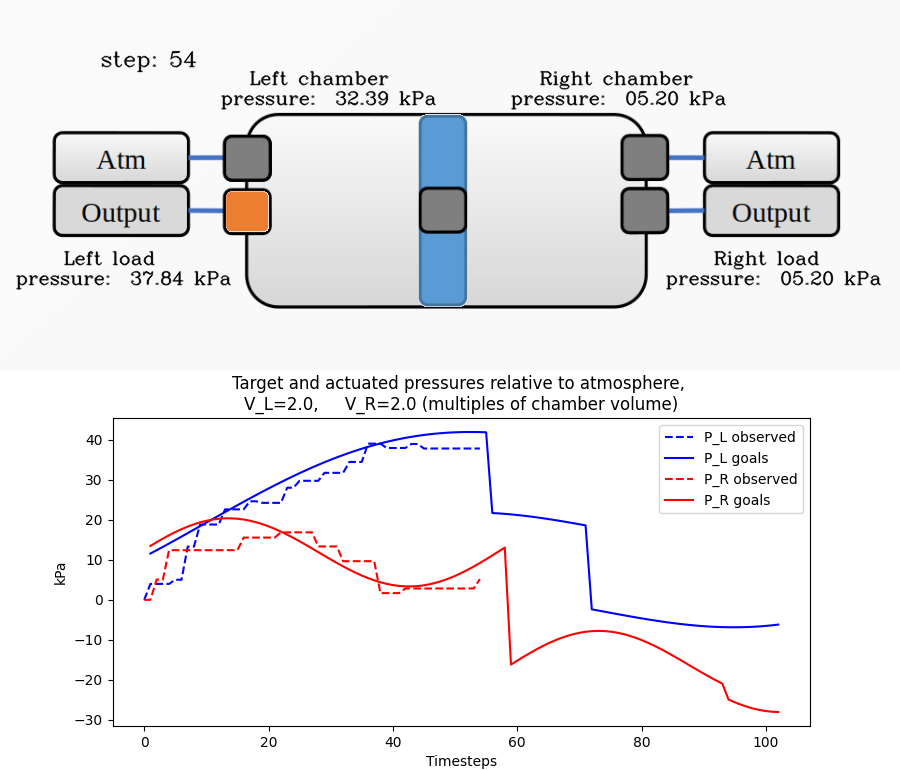 step: 54
Left chamber
pressure: 32.39 kPa
Right chamber
pressure: 05.20 kPa
Atm
Output
Atm
Output
Left load
pressure: 37.84 kPa
Right load
pressure: 05.20 kPa
Target and actuated pressures relative to atmosphere,
V_L=2.0, V_R=2.0 (multiples of chamber volume)
P_L observed
P_L goals
P_R observed
P_R goals
kPa
40
30
20
10
0
−10
−20
−30
0 20 40 60 80 100
Timesteps